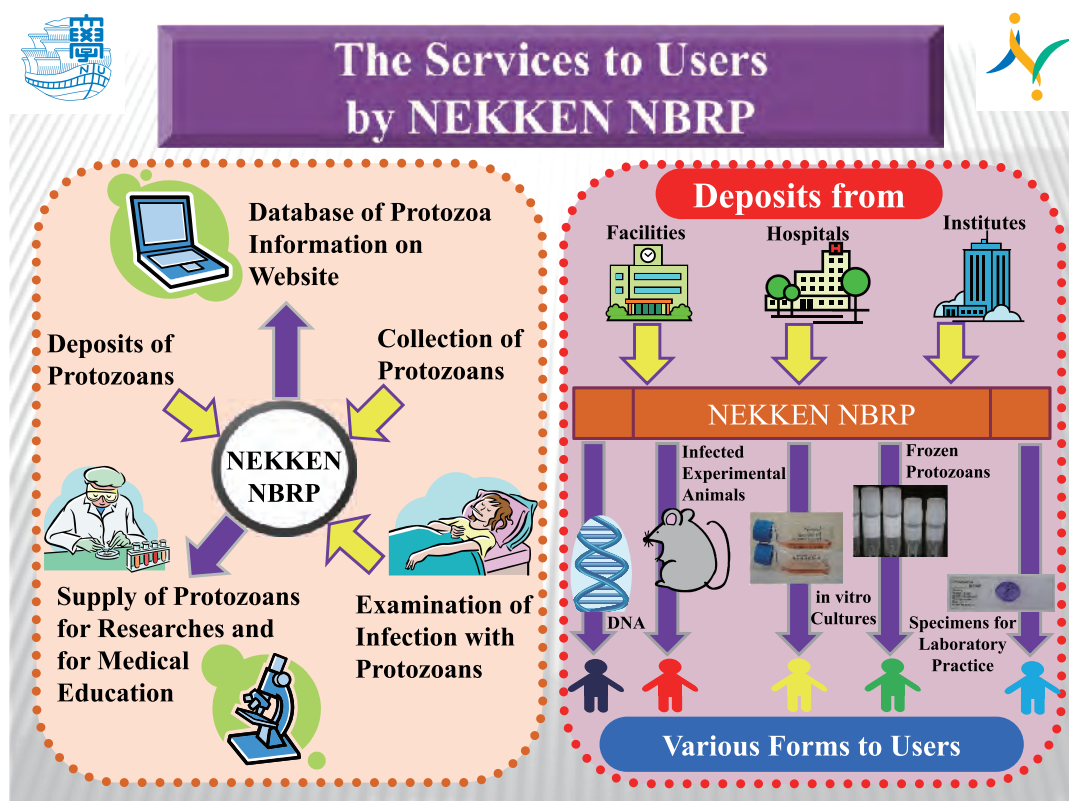 大學
NU
The Services to Users
by NEKKEN NBRP
Database of Protozoa
Information on
Website
Deposits of
Protozoans
Collection of
Protozoans
NEKKEN
NBRP
Supply of Protozoans
for Researches and
for Medical
Education
Examination of
Infection with
Protozoans
Deposits from
Facilities
Hospitals
Institutes
H
NEKKEN NBRP
Infected
Experimental
Animals
Frozen
Protozoans
DNA
in vitro
Cultures
Specimens for
Laboratory
Practice
Various Forms to Users